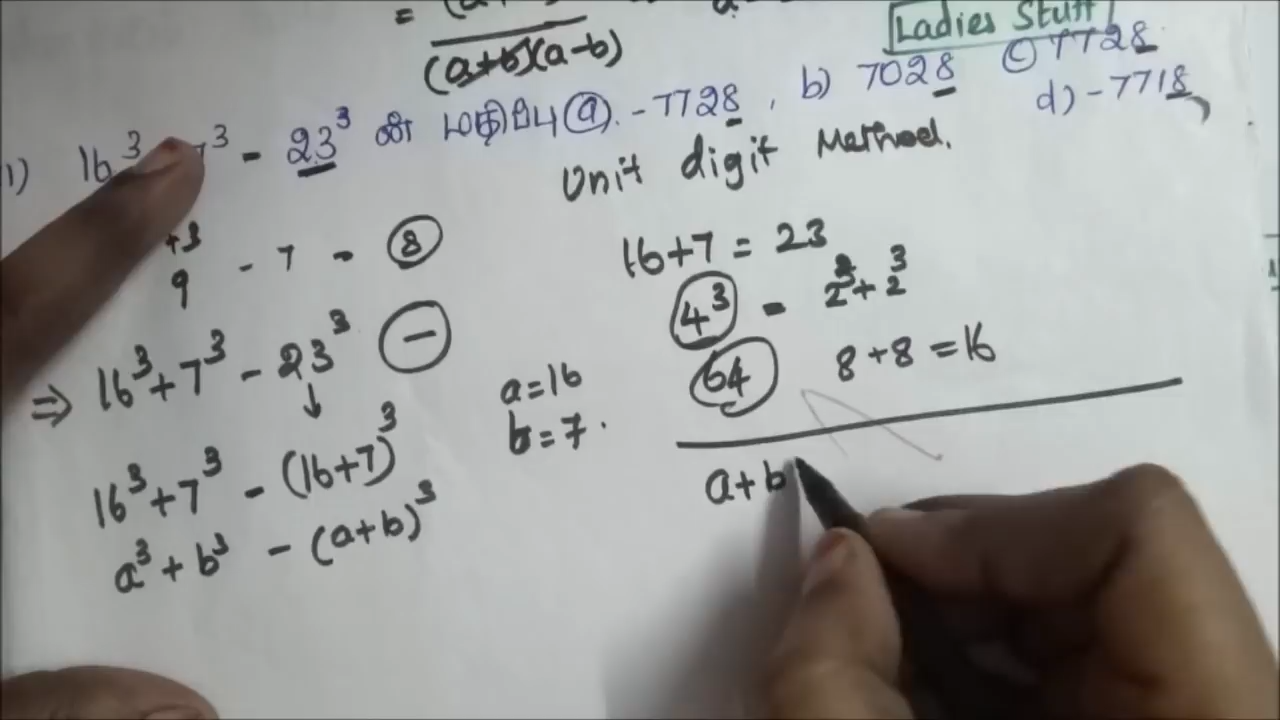 =
(a+b)(a-b)
Ladies Stuff
1) 16³ 7³ - 23³ ன் மதிப்பு a) -7728, b) 7028 c) 7728
d) -7718
Unit digit Method.
+3
9 - 7 - 8
16+7 = 23
4³ = 2³+2³
64 8+8=16
⇒ 16³+7³ - 23³ -
a=16
b=7.
16³+7³ - (16+7)³
a³+b³ - (a+b)³
a+b